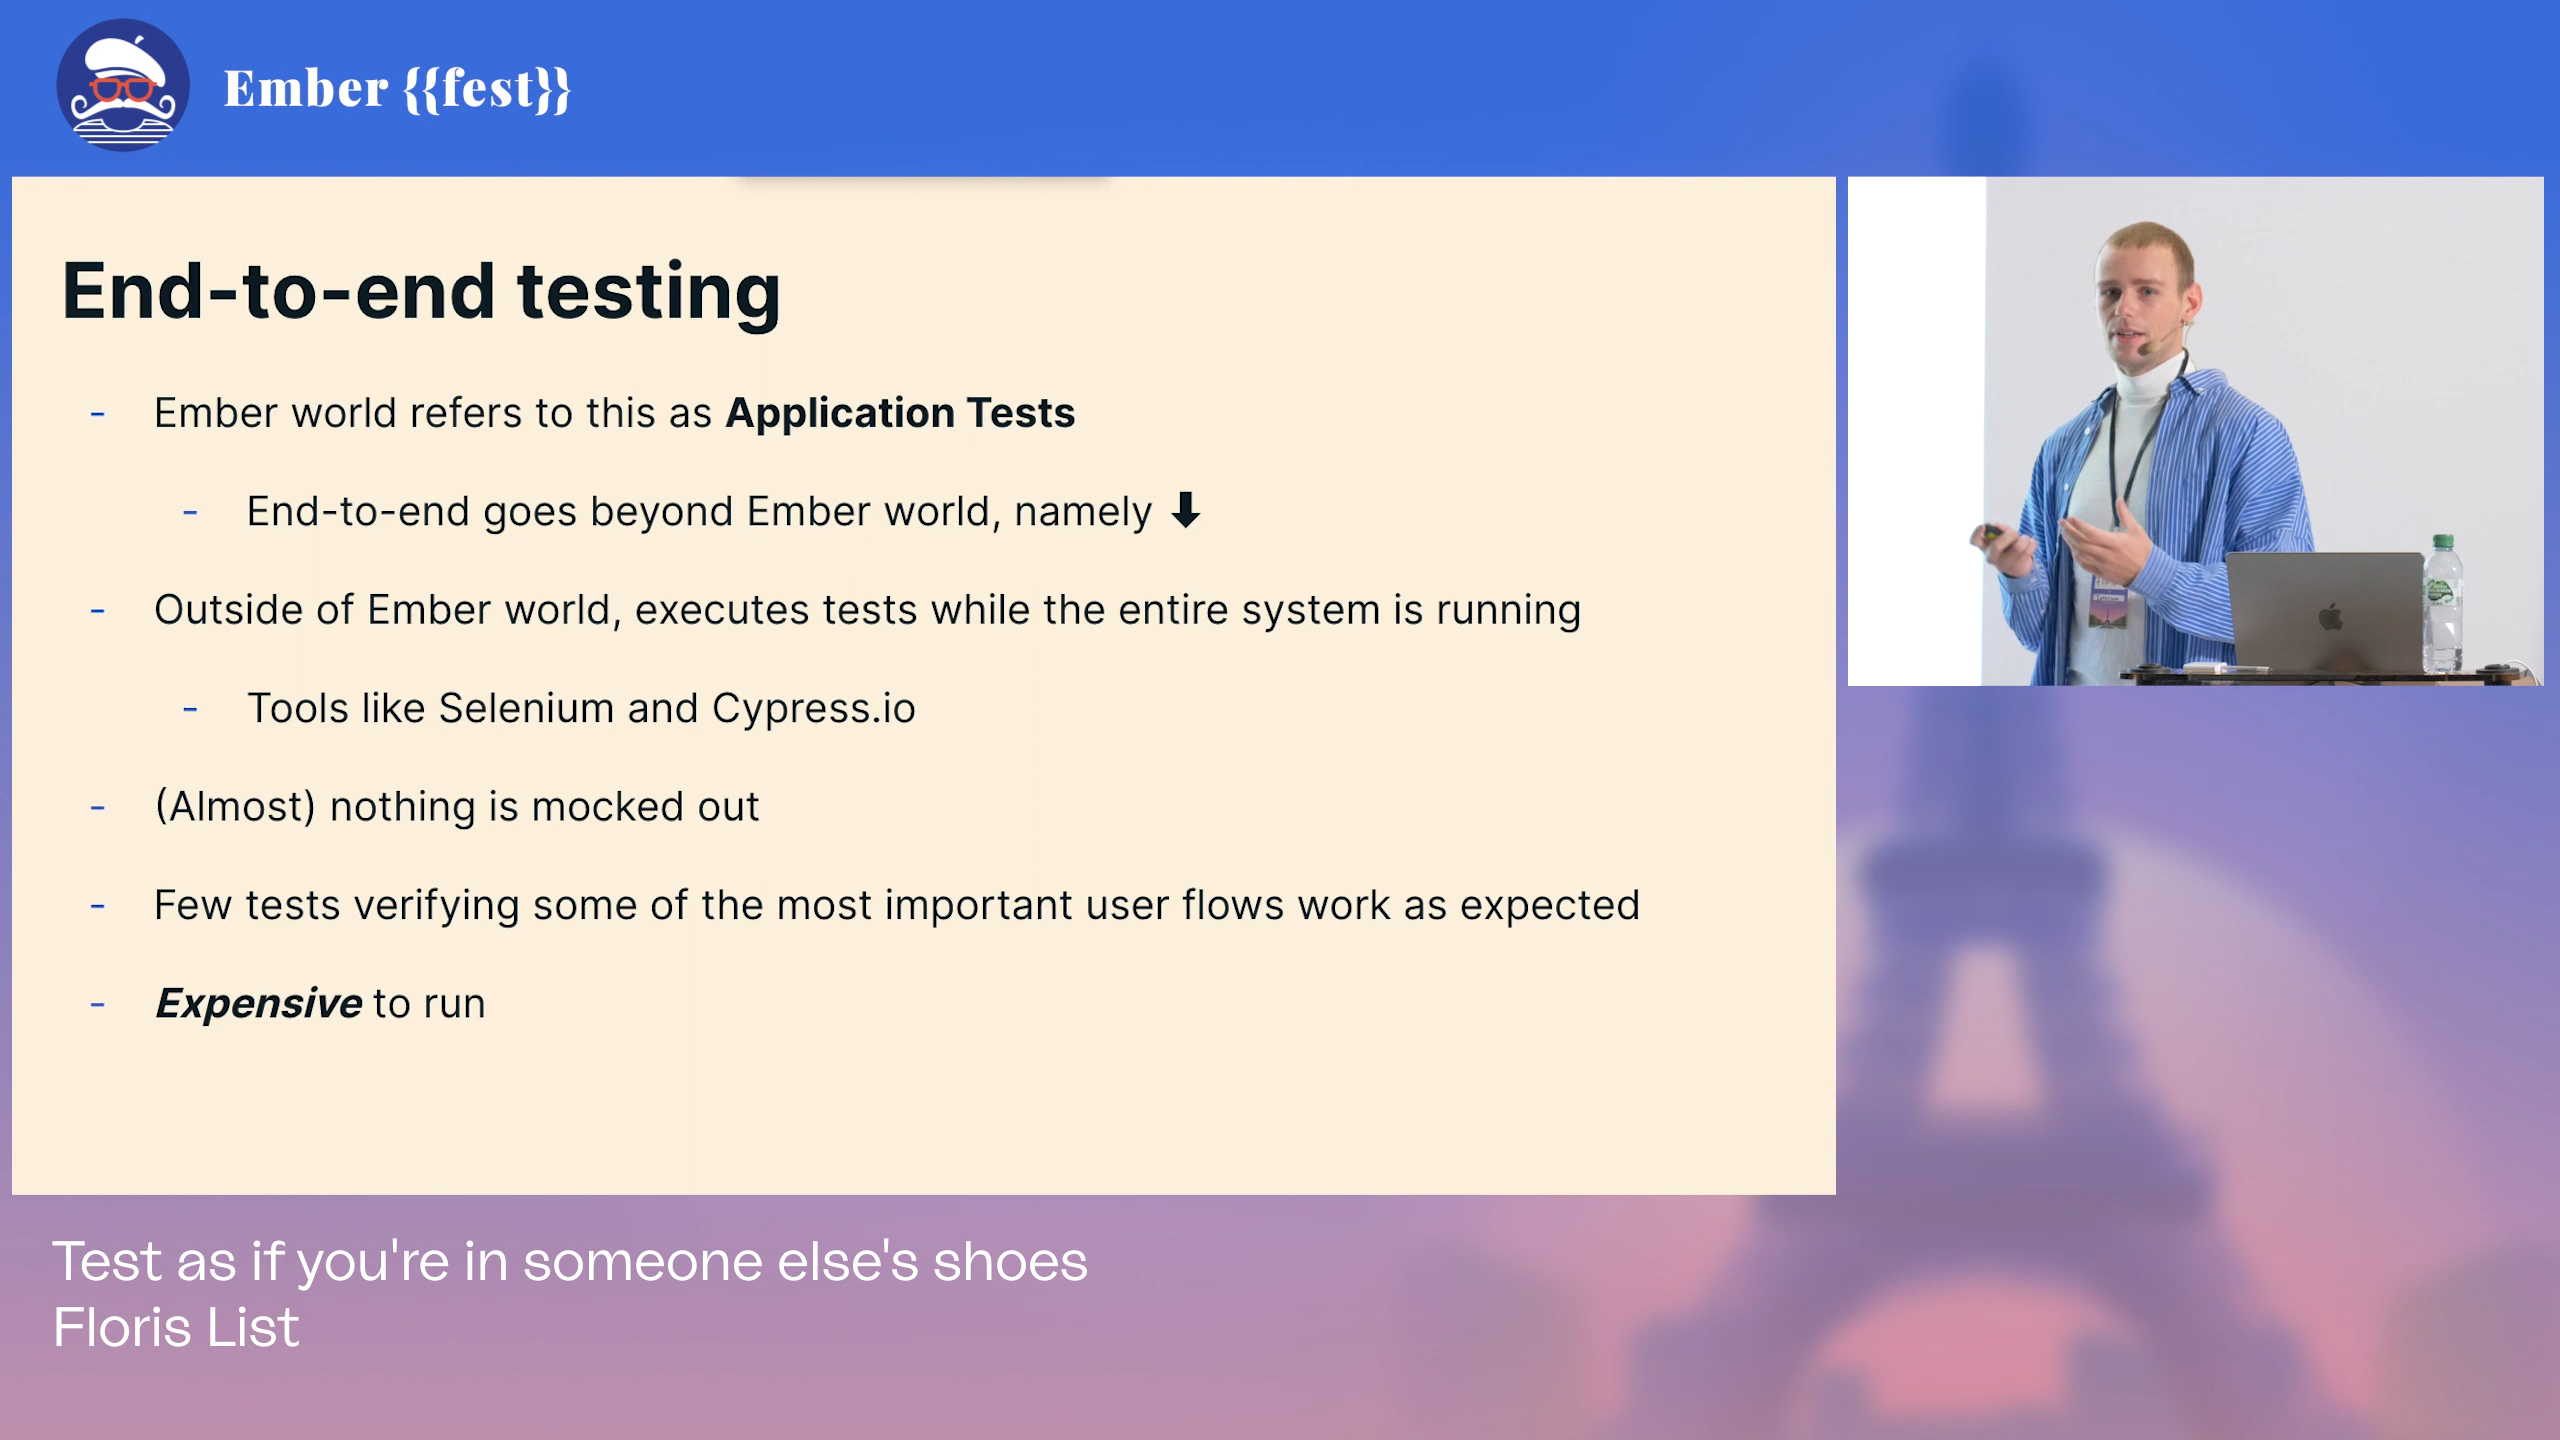 Ember {{fest}}
End-to-end testing
- Ember world refers to this as Application Tests
- End-to-end goes beyond Ember world, namely ⬇
- Outside of Ember world, executes tests while the entire system is running
- Tools like Selenium and Cypress.io
- (Almost) nothing is mocked out
- Few tests verifying some of the most important user flows work as expected
- Expensive to run
Test as if you're in someone else's shoes
Floris List